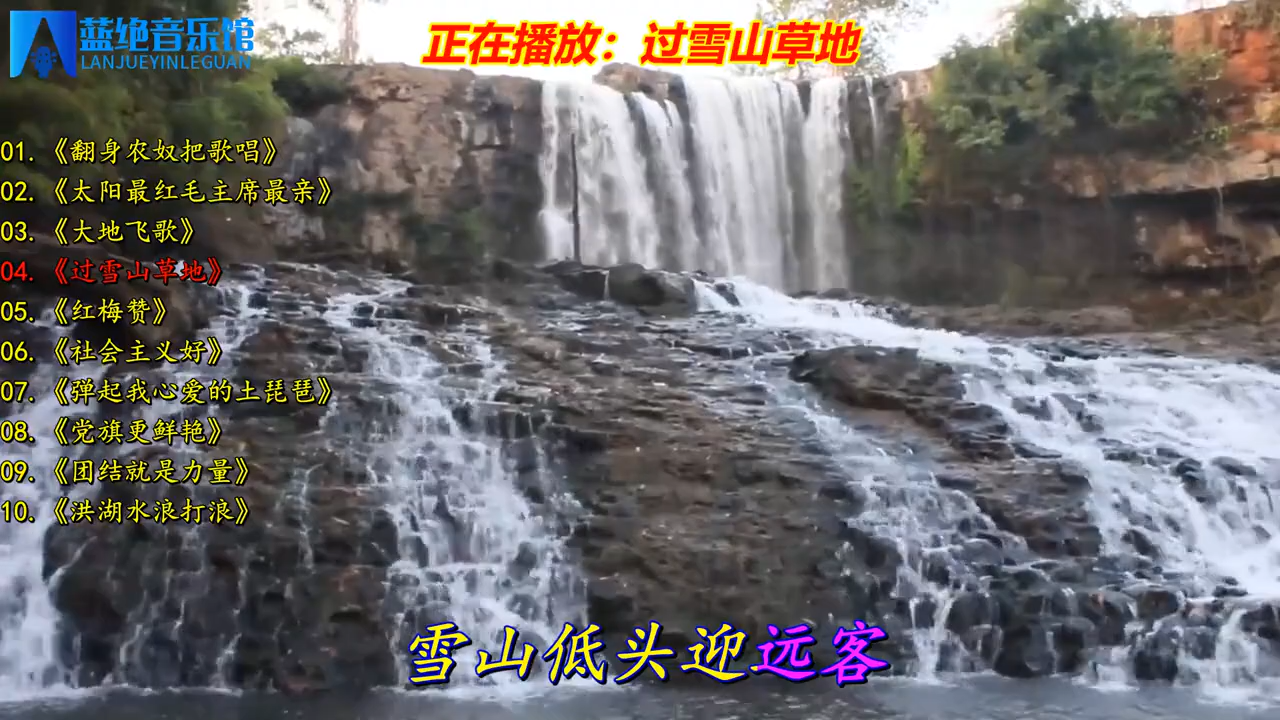 蓝绝音乐馆
LANJUEYINLEGUAN
正在播放：过雪山草地
01.《翻身农奴把歌唱》
02.《太阳最红毛主席最亲》
03.《大地飞歌》
04.《过雪山草地》
05.《红梅赞》
06.《社会主义好》
07.《弹起我心爱的土琵琶》
08.《党旗更鲜艳》
09.《团结就是力量》
10.《洪湖水浪打浪》
雪山低头迎远客